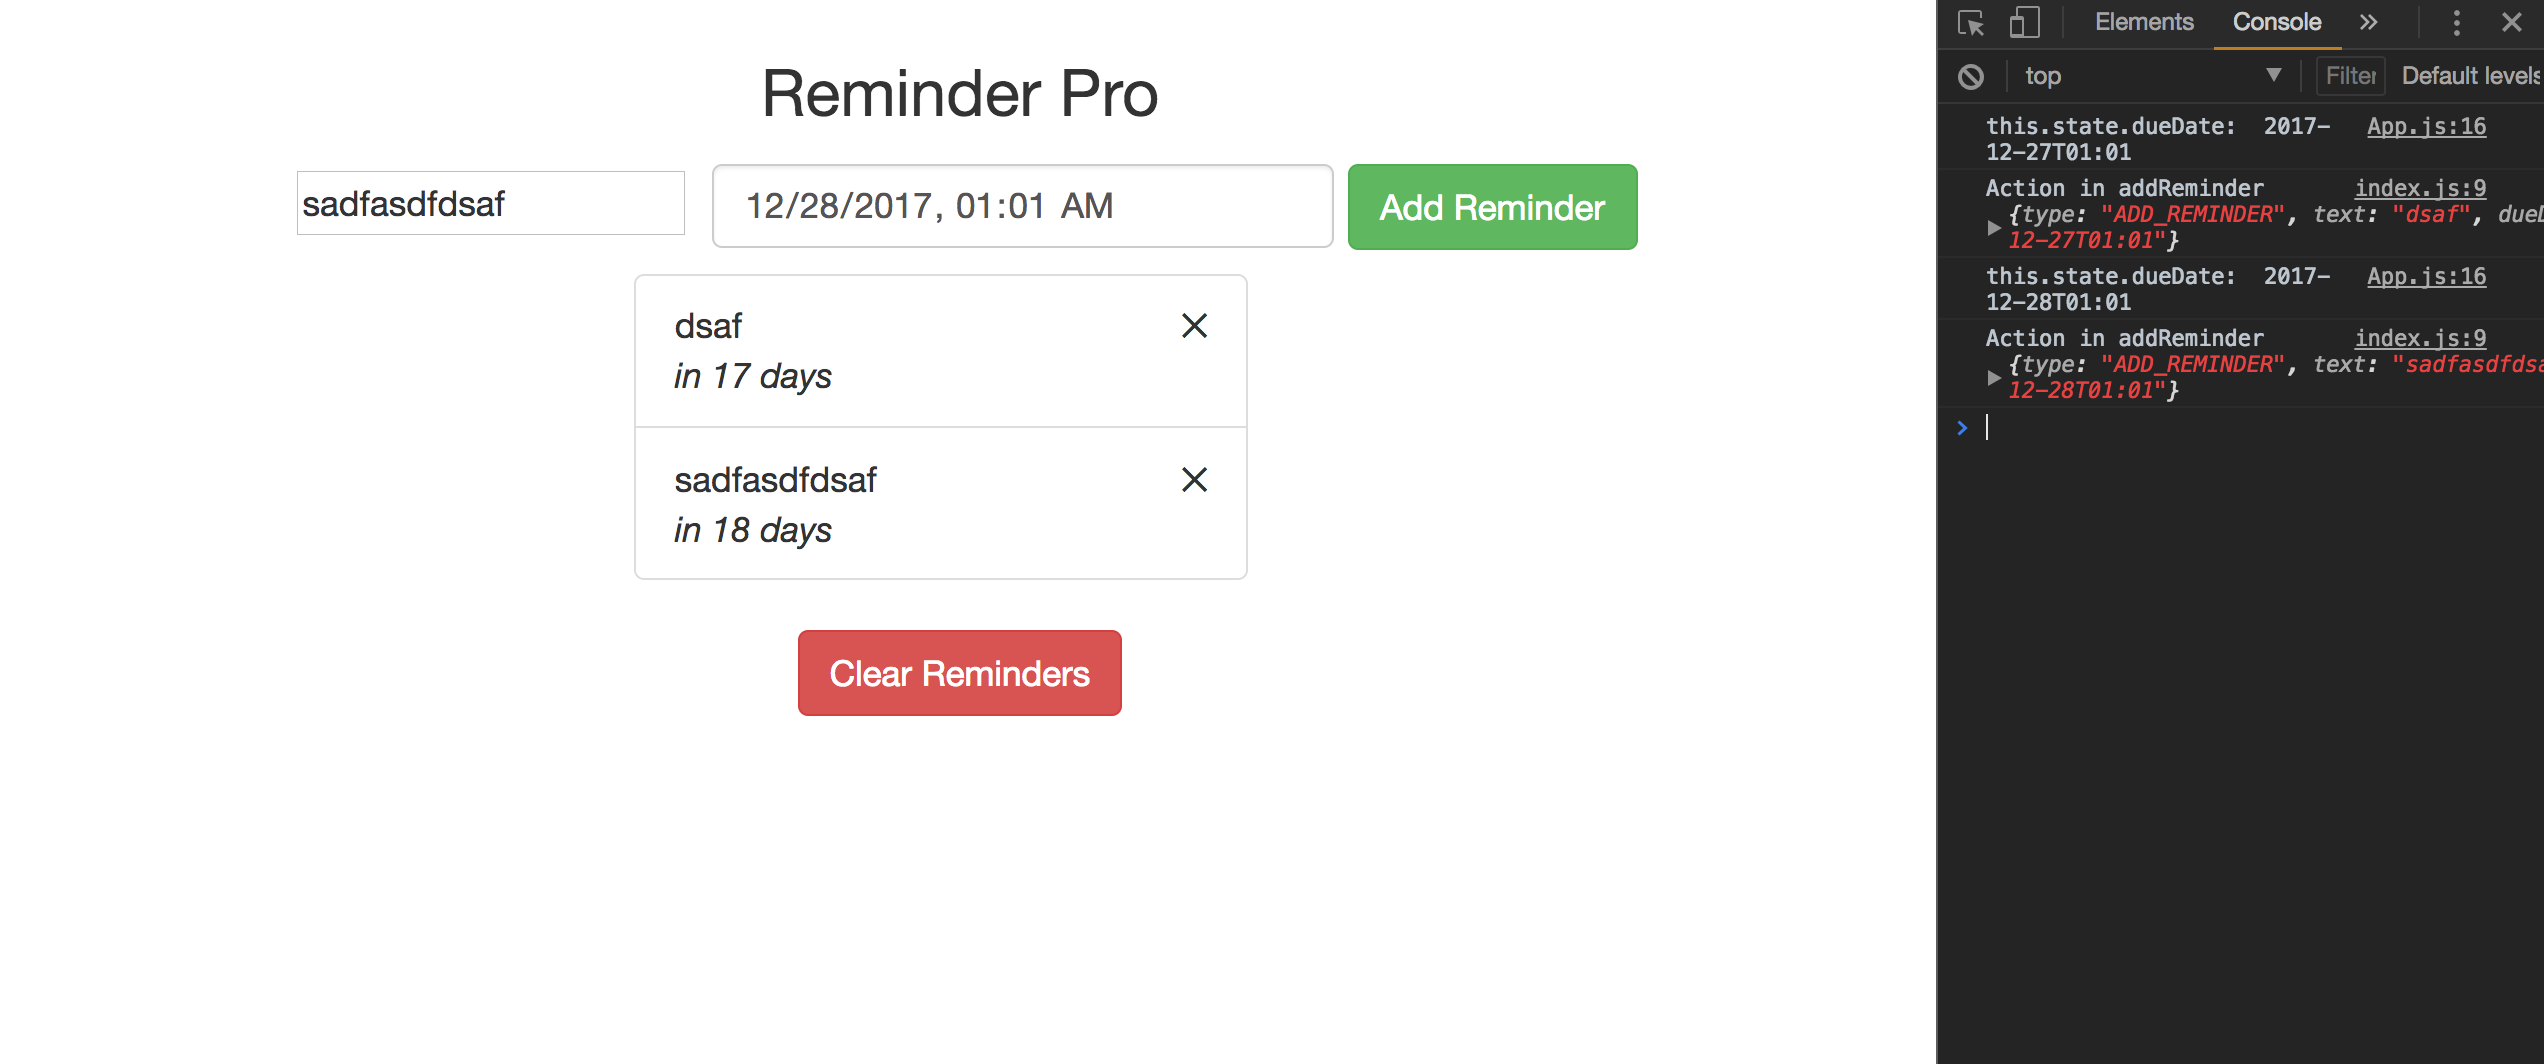 Reminder Pro
sadfasdfdsaf
12/28/2017, 01:01 AM
Add Reminder
dsaf
in 17 days
sadfasdfdsaf
in 18 days
Clear Reminders
Elements Console
top Filter Default levels
this.state.dueDate: 2017- App.js:16
12-27T01:01
Action in addReminder index.js:9
{type: "ADD_REMINDER", text: "dsaf", dueD
12-27T01:01"}
this.state.dueDate: 2017- App.js:16
12-28T01:01
Action in addReminder index.js:9
{type: "ADD_REMINDER", text: "sadfasdfdsa
12-28T01:01"}